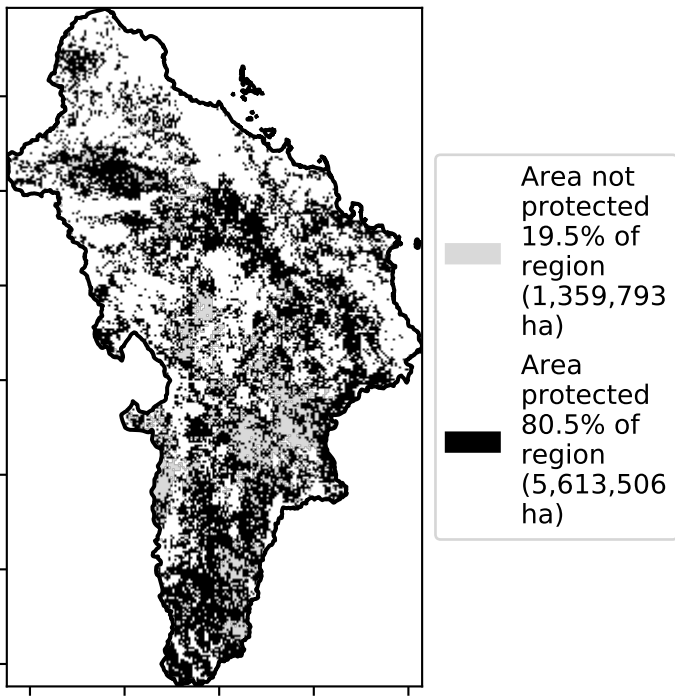 Area not
protected
19.5% of
region
(1,359,793
ha)
Area
protected
80.5% of
region
(5,613,506
ha)